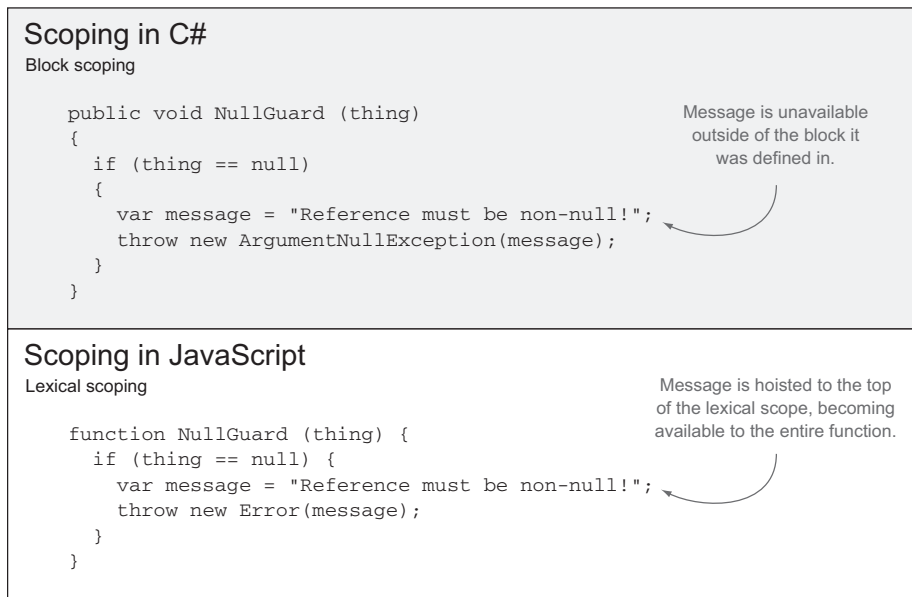 Scoping in C#
Block scoping
public void NullGuard (thing)
{
  if (thing == null)
  {
    var message = "Reference must be non-null!";
    throw new ArgumentNullException(message);
  }
}
Message is unavailable
outside of the block it
was defined in.
Scoping in JavaScript
Lexical scoping
function NullGuard (thing) {
  if (thing == null) {
    var message = "Reference must be non-null!";
    throw new Error(message);
  }
}
Message is hoisted to the top
of the lexical scope, becoming
available to the entire function.